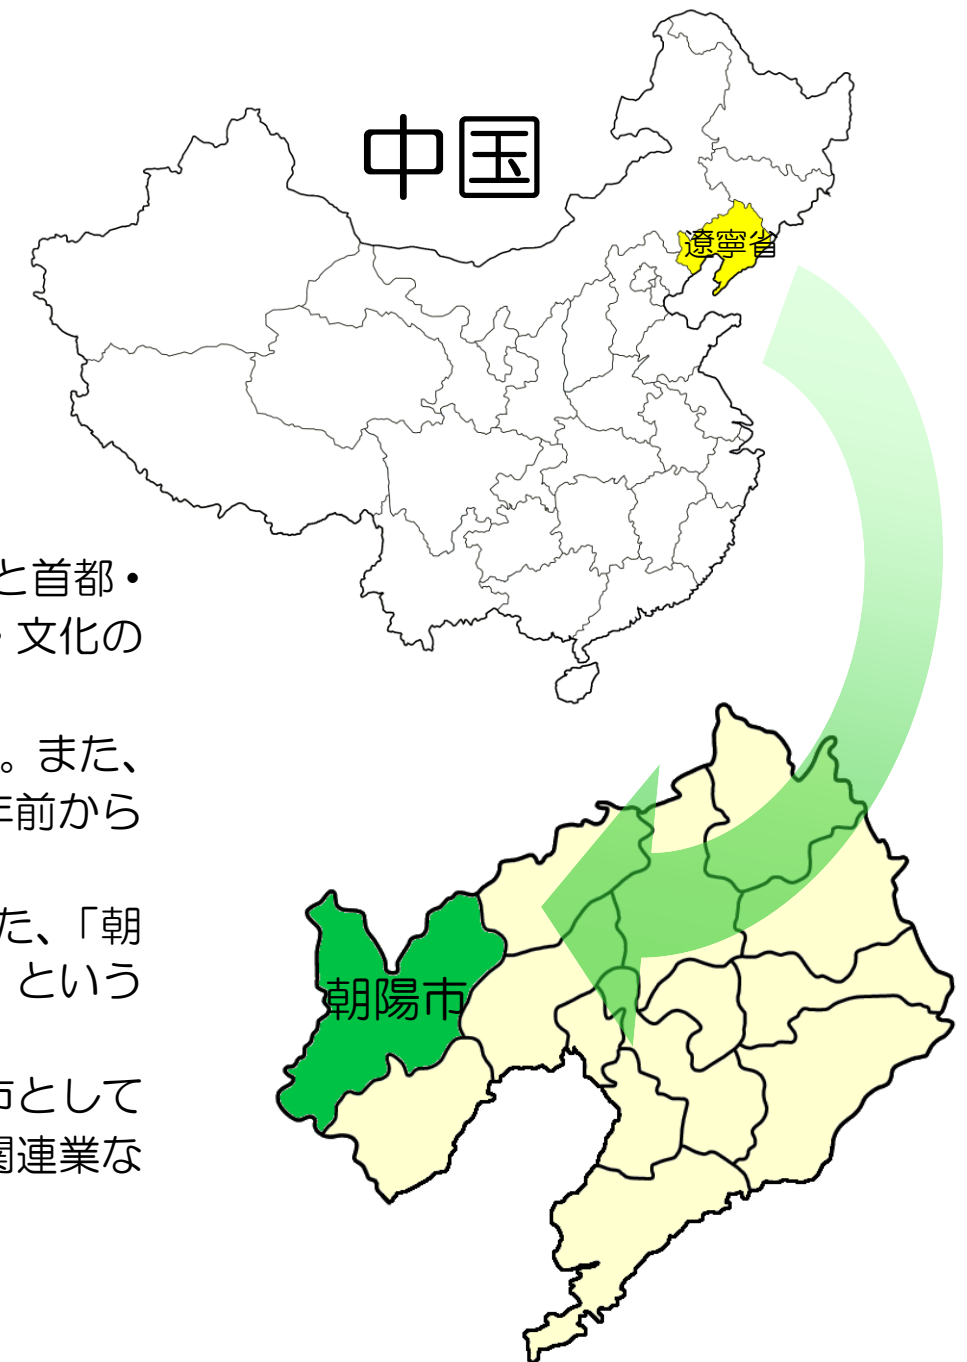 中国
遼寧省
と首都・
文化の
。また、
年前から
た、「朝
」という
市として
関連業な
朝陽市